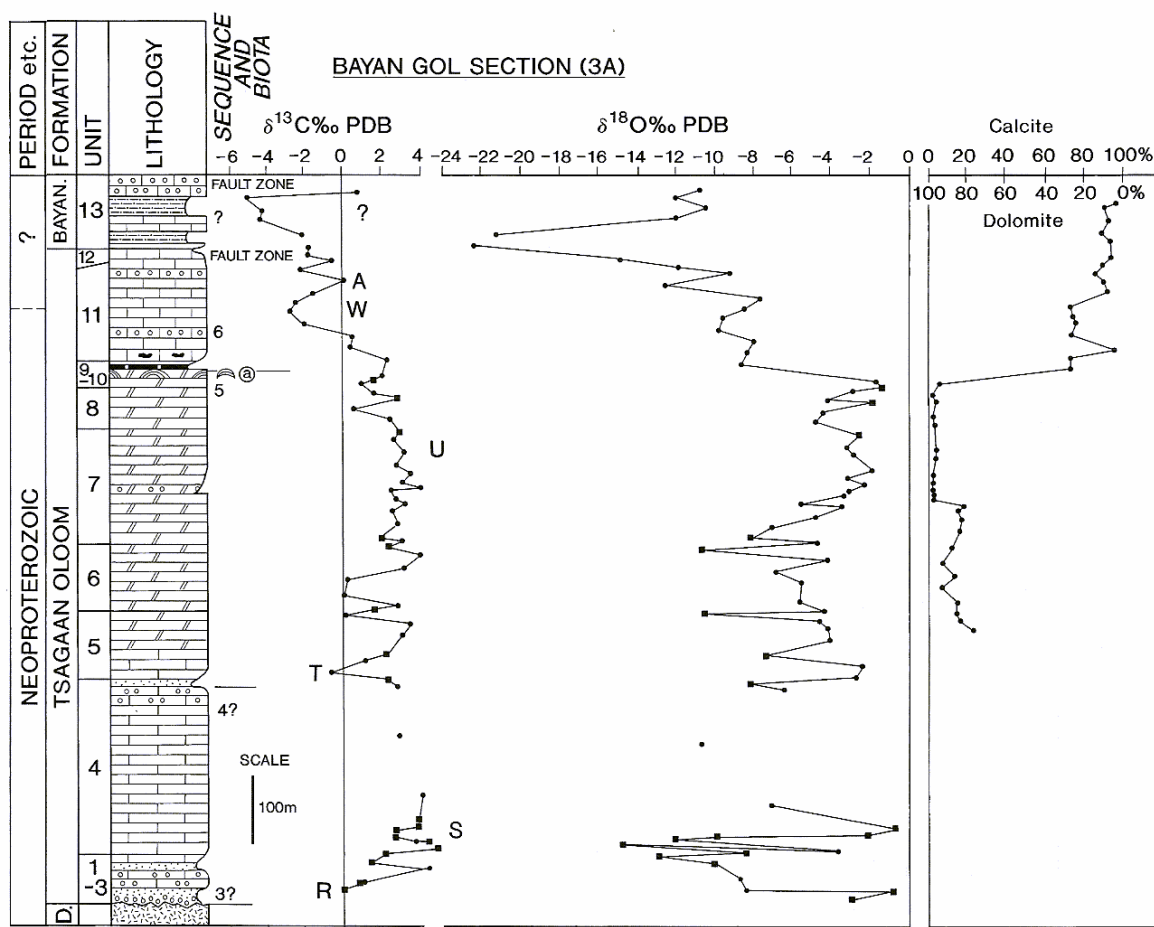 BAYAN GOL SECTION (3A)
PERIOD etc.
FORMATION
UNIT
LITHOLOGY
SEQUENCE
AND
BIOTA
δ13C‰ PDB
δ18O‰ PDB
Calcite
-6 -4 -2 0 2 4
-24 -22 -20 -18 -16 -14 -12 -10 -8 -6 -4 -2 0
0 20 40 60 80 100%
100 80 60 40 20 0%
Dolomite
?
NEOPROTEROZOIC
BAYAN.
TSAGAAN OLOOM
D.
13
12
11
9
-10
8
7
6
5
4
1
-3
FAULT ZONE
?
FAULT ZONE
6
a
5
4?
3?
SCALE
100m
?
A
W
U
T
S
R